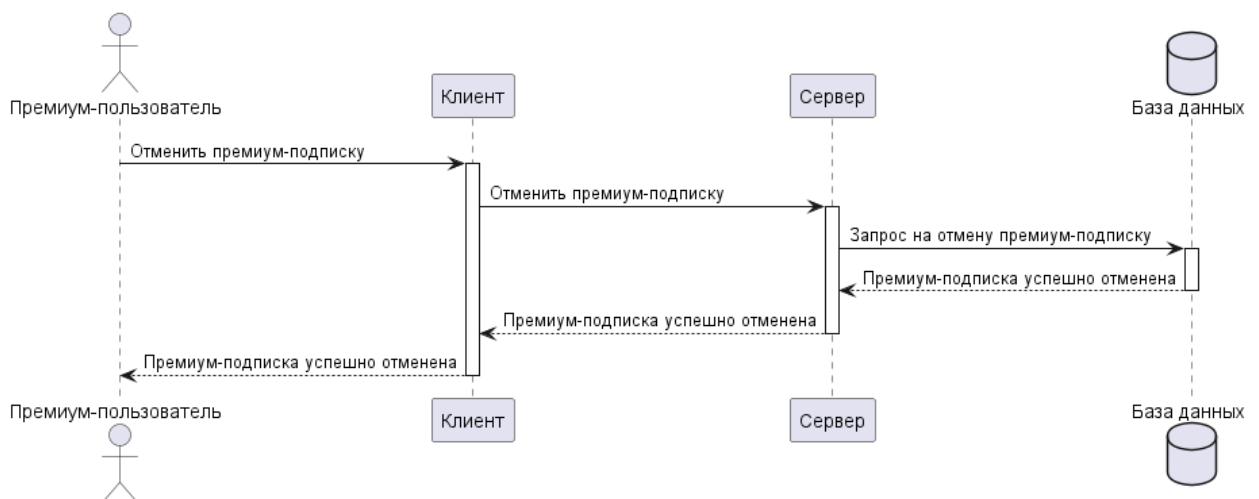 Премиум-пользователь
Клиент
Сервер
База данных
Отменить премиум-подписку
Отменить премиум-подписку
Запрос на отмену премиум-подписку
Премиум-подписка успешно отменена
Премиум-подписка успешно отменена
Премиум-подписка успешно отменена
Премиум-пользователь
Клиент
Сервер
База данных